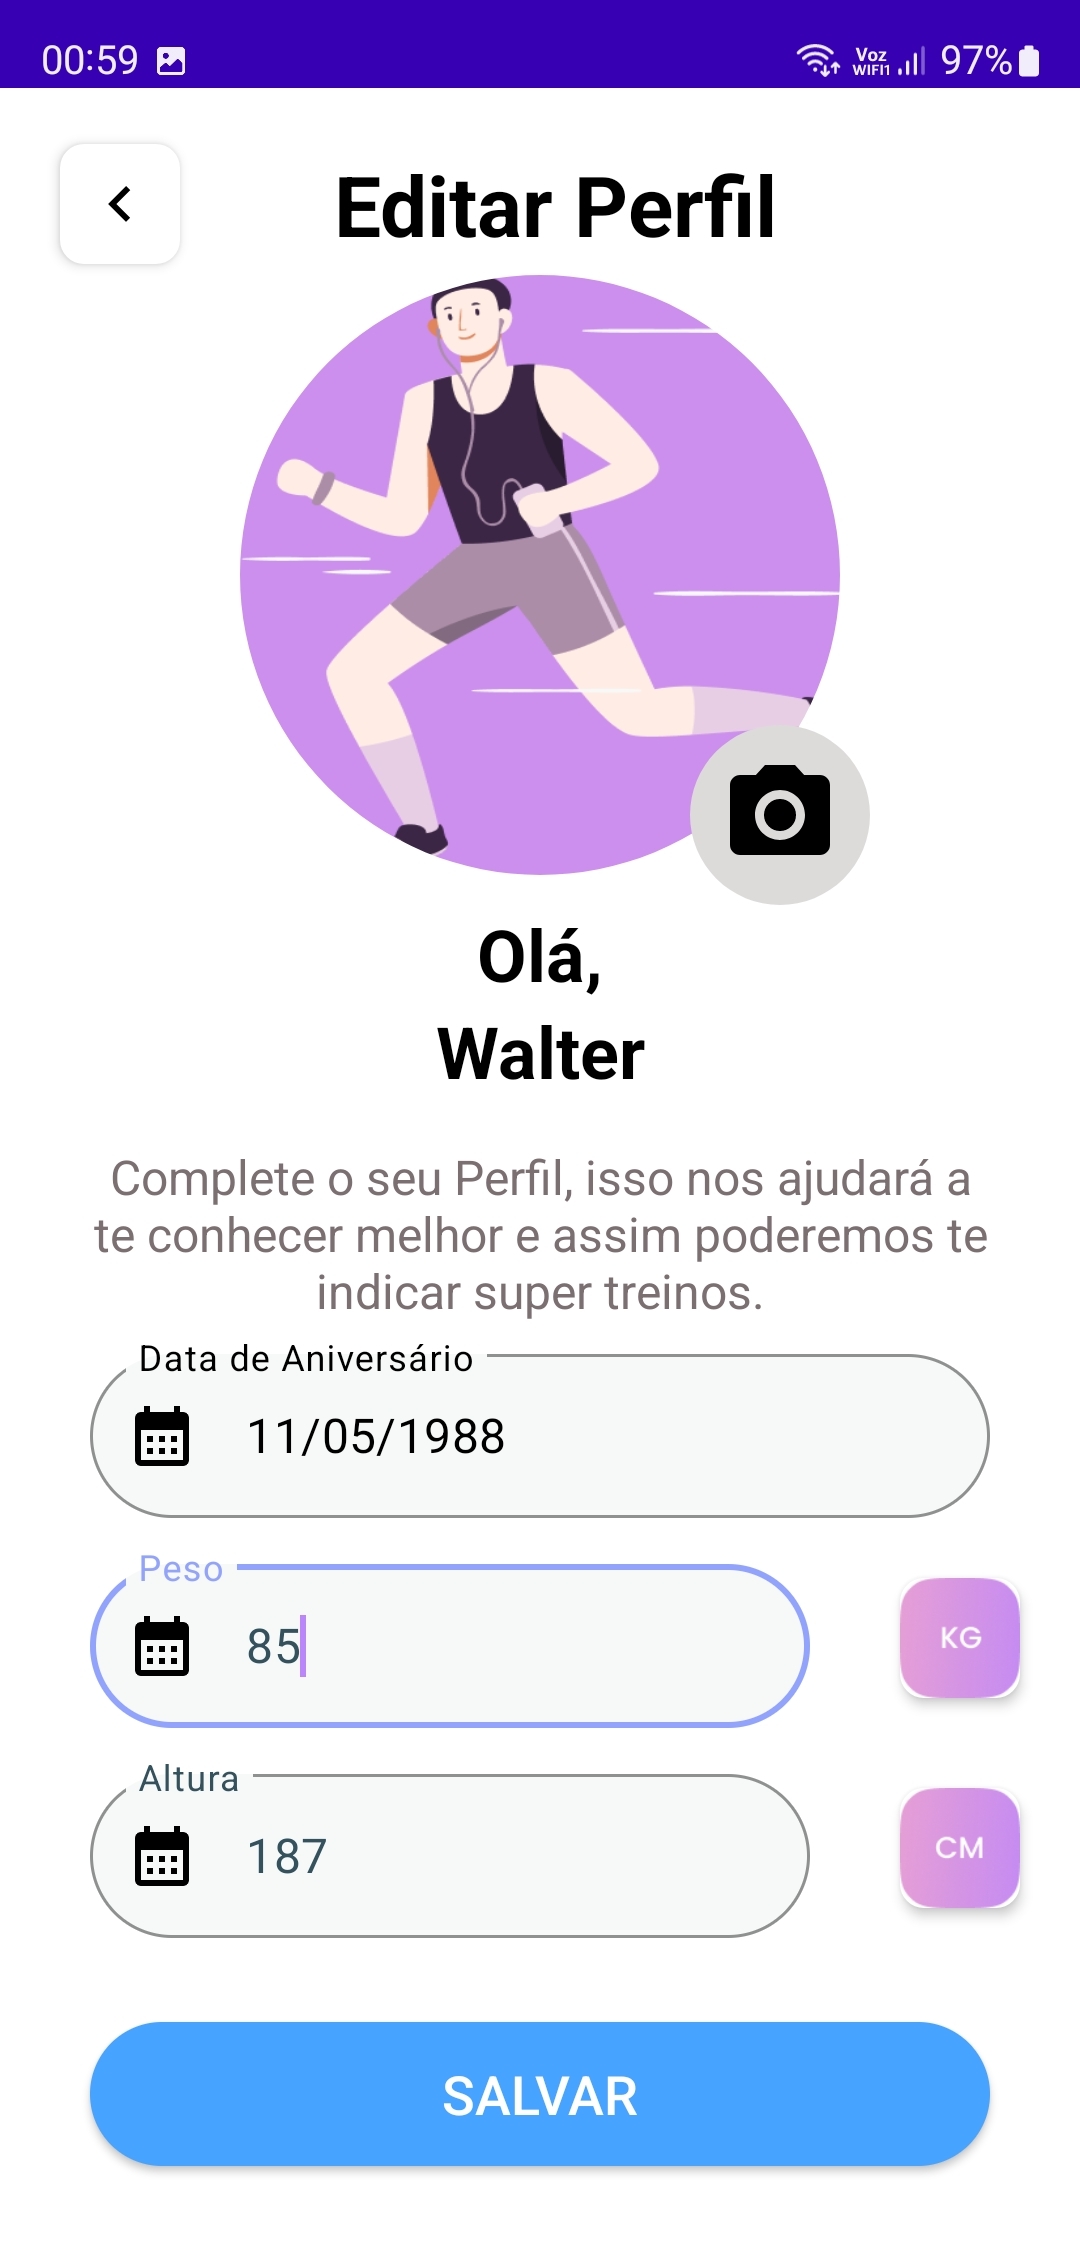 00:59
Voz
WIFI1
97%
Editar Perfil
Olá,
Walter
Complete o seu Perfil, isso nos ajudará a
te conhecer melhor e assim poderemos te
indicar super treinos.
Data de Aniversário
11/05/1988
Peso
85
KG
Altura
187
CM
SALVAR